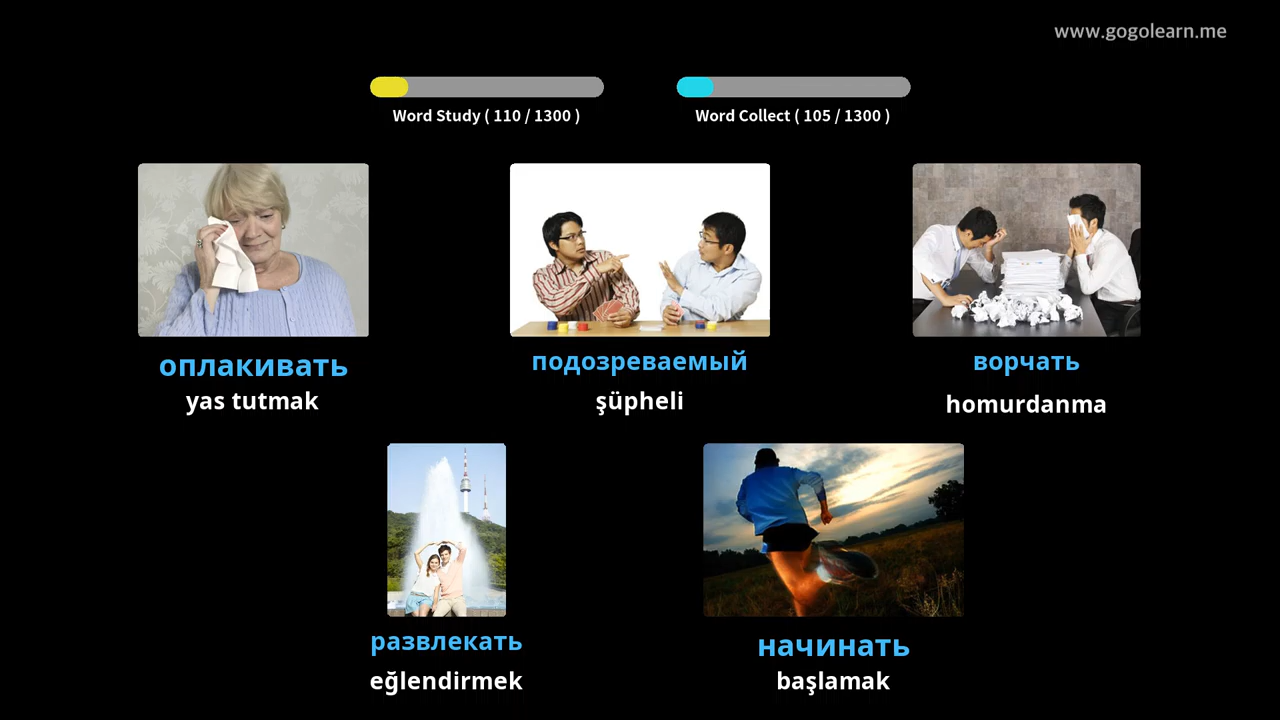 www.gogolearn.me
Word Study ( 110 / 1300 )
Word Collect ( 105 / 1300 )
оплакивать
yas tutmak
подозреваемый
şüpheli
ворчать
homurdanma
развлекать
eğlendirmek
начинать
başlamak